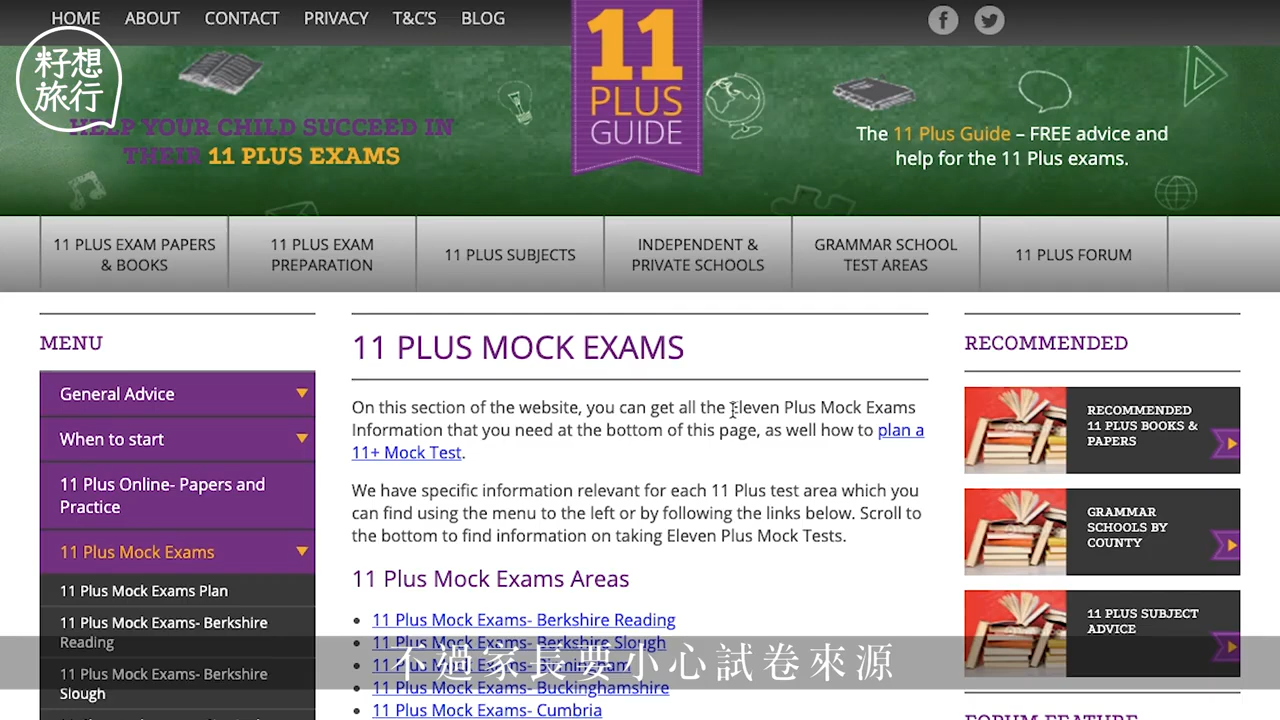 HOME ABOUT CONTACT PRIVACY T&C'S BLOG
籽想
旅行
HELP YOUR CHILD SUCCEED IN
THEIR 11 PLUS EXAMS
11
PLUS
GUIDE
The 11 Plus Guide – FREE advice and
help for the 11 Plus exams.
11 PLUS EXAM PAPERS
& BOOKS
11 PLUS EXAM
PREPARATION
11 PLUS SUBJECTS
INDEPENDENT &
PRIVATE SCHOOLS
GRAMMAR SCHOOL
TEST AREAS
11 PLUS FORUM
MENU
General Advice
When to start
11 Plus Online- Papers and
Practice
11 Plus Mock Exams
11 Plus Mock Exams Plan
11 Plus Mock Exams- Berkshire
Reading
11 Plus Mock Exams- Berkshire
Slough
11 PLUS MOCK EXAMS
On this section of the website, you can get all the Eleven Plus Mock Exams
Information that you need at the bottom of this page, as well how to plan a
11+ Mock Test.
We have specific information relevant for each 11 Plus test area which you
can find using the menu to the left or by following the links below. Scroll to
the bottom to find information on taking Eleven Plus Mock Tests.
11 Plus Mock Exams Areas
11 Plus Mock Exams- Berkshire Reading
11 Plus Mock Exams- Berkshire Slough
11 Plus Mock Exams- Birmingham
11 Plus Mock Exams- Buckinghamshire
11 Plus Mock Exams- Cumbria
RECOMMENDED
RECOMMENDED
11 PLUS BOOKS &
PAPERS
GRAMMAR
SCHOOLS BY
COUNTY
11 PLUS SUBJECT
ADVICE
FORUM FEATURE
不過家長要小心試卷來源